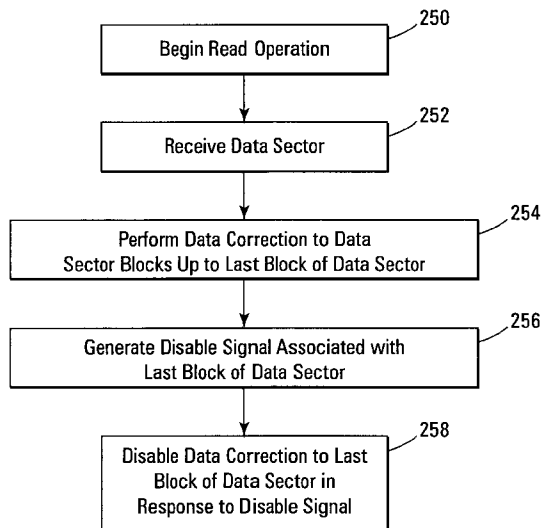 250
Begin Read Operation
252
Receive Data Sector
254
Perform Data Correction to Data
Sector Blocks Up to Last Block of Data Sector
256
Generate Disable Signal Associated with
Last Block of Data Sector
258
Disable Data Correction to Last
Block of Data Sector in
Response to Disable Signal